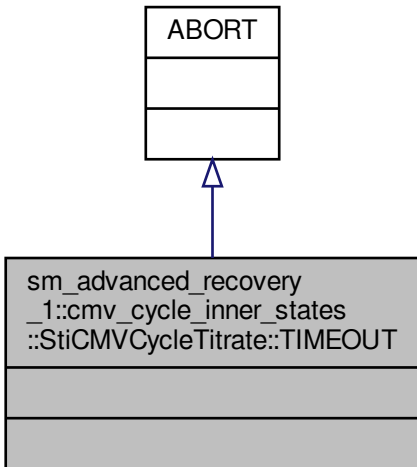 ABORT
sm_advanced_recovery
_1::cmv_cycle_inner_states
::StiCMVCycleTitrate::TIMEOUT